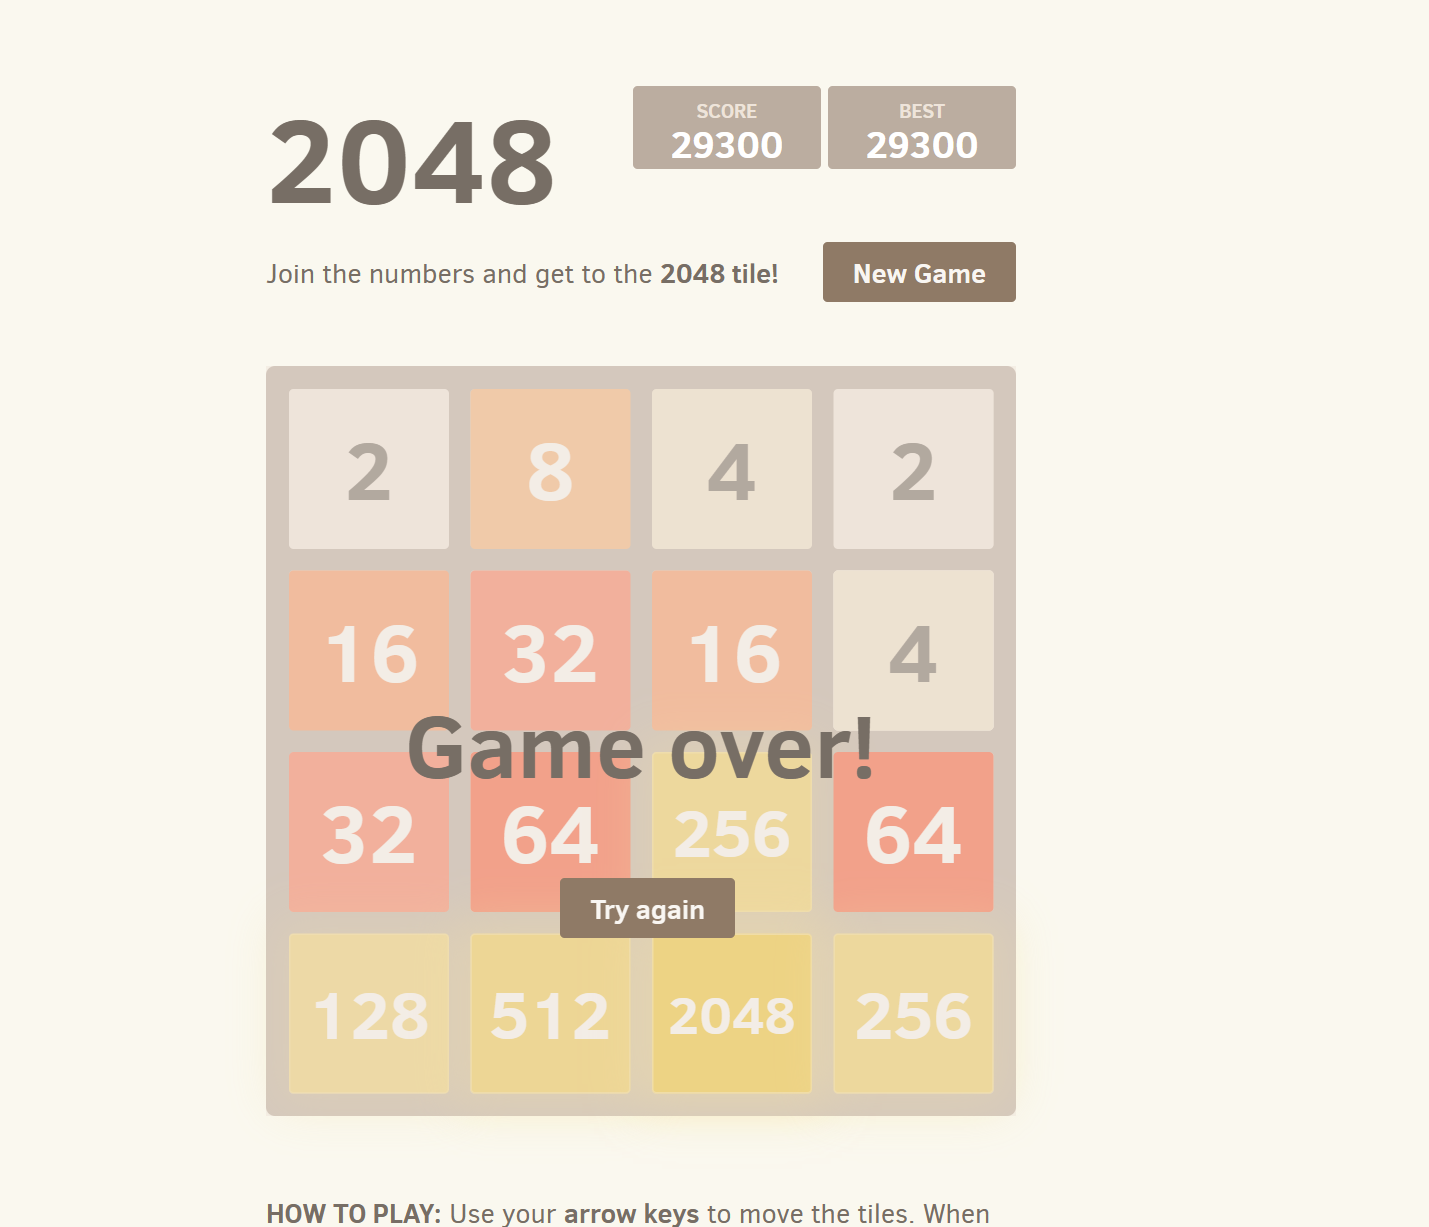 2048
SCORE
29300
BEST
29300
Join the numbers and get to the 2048 tile!
New Game
2 8 4 2
16 32 16 4
Game over!
32 64 256 64
Try again
128 512 2048 256
HOW TO PLAY: Use your arrow keys to move the tiles. When